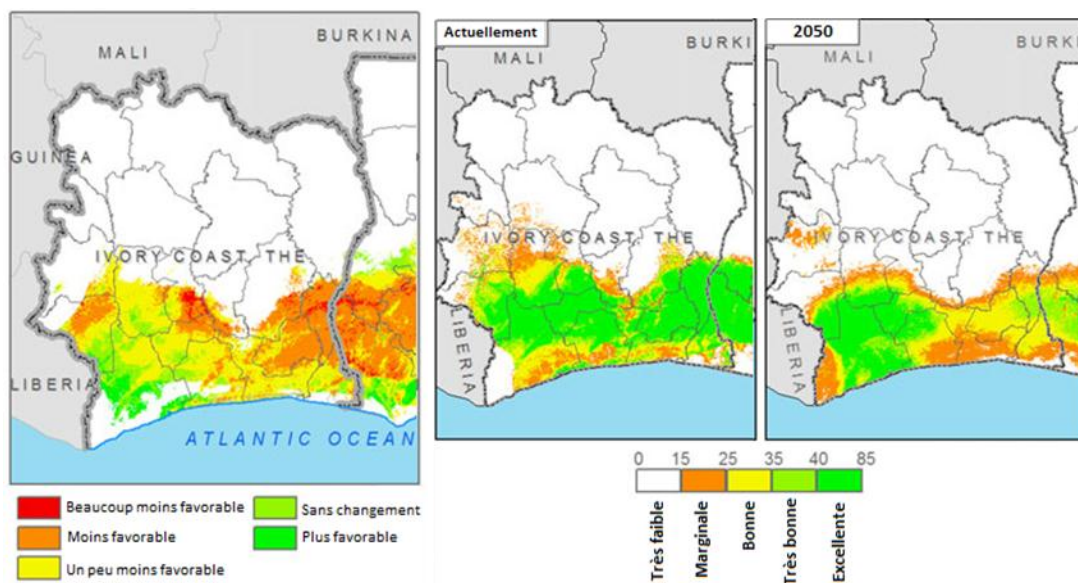 MALI
BURKINA
GUINEA
IVORY COAST, THE
LIBERIA
ATLANTIC OCEAN
Beaucoup moins favorable
Moins favorable
Un peu moins favorable
Sans changement
Plus favorable
Actuellement
MALI
BURKI
IVORY COAST, THE
LIBERIA
2050
MALI
BURKI
IVORY COAST, THE
LIBERIA
0 15 25 35 40 85
Très faible
Marginale
Bonne
Très bonne
Excellente